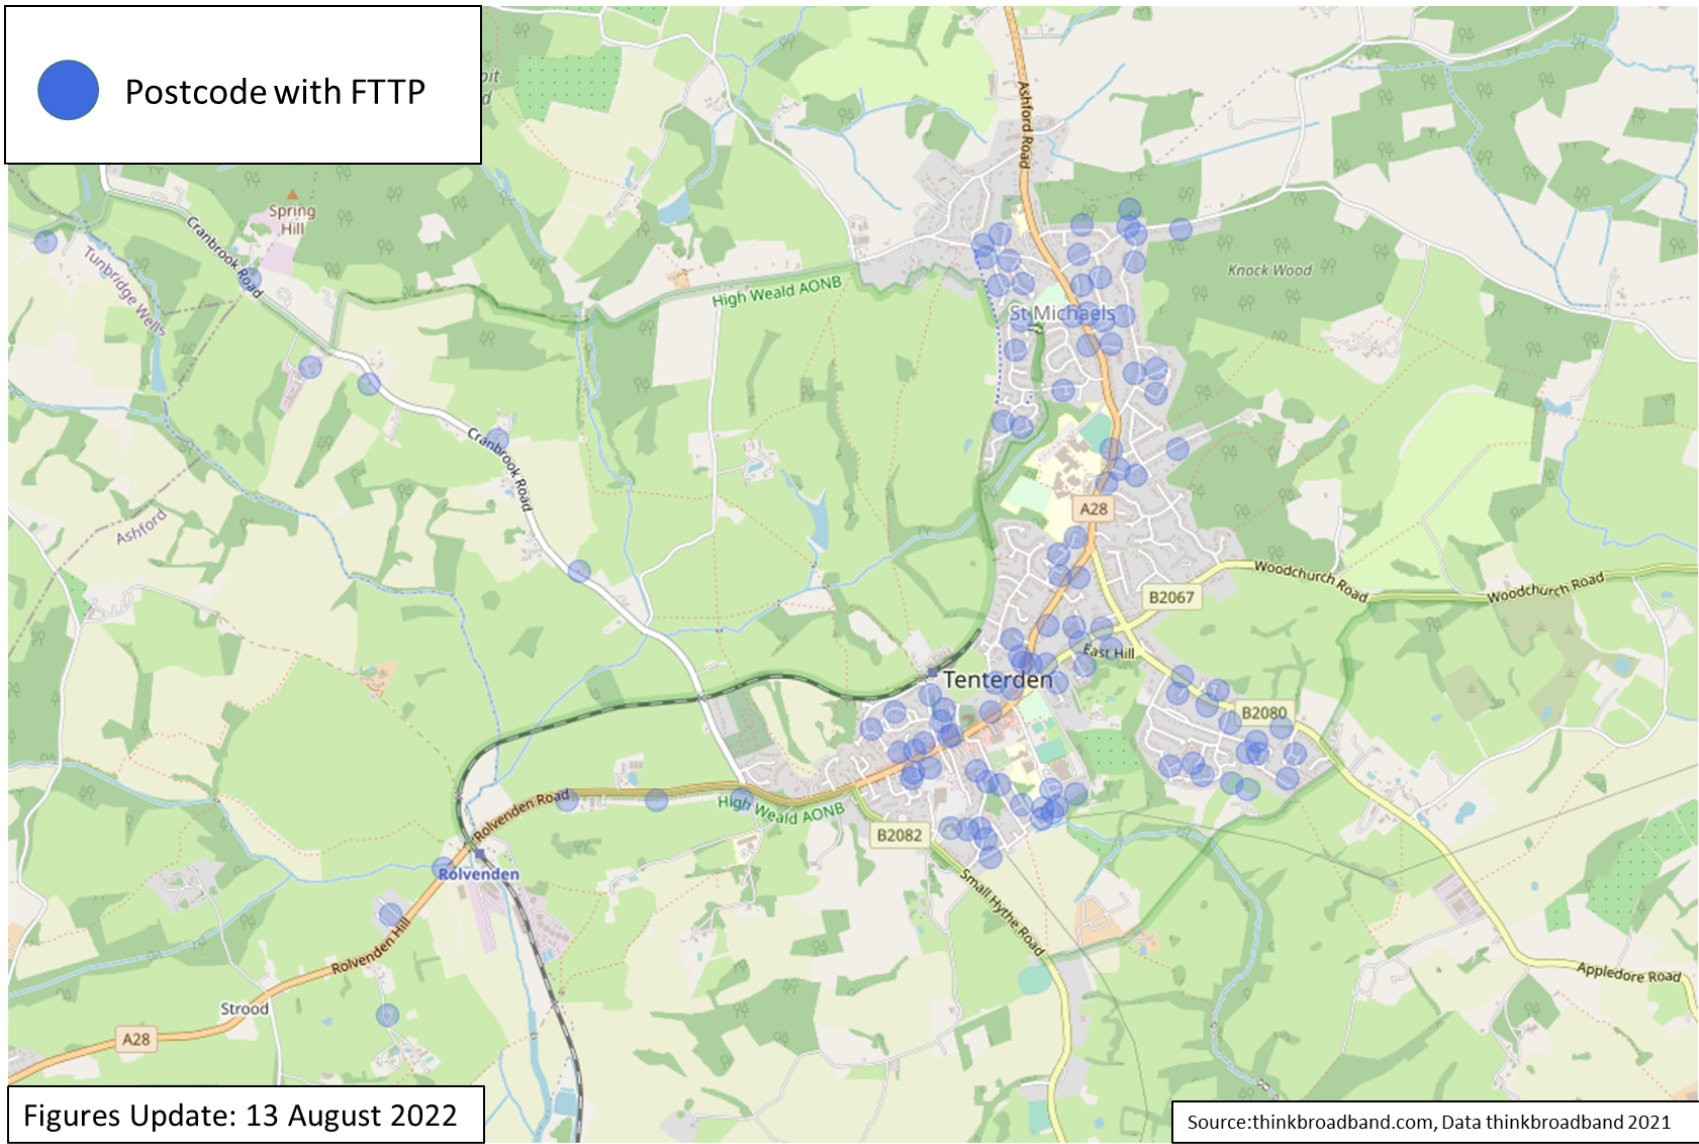 Postcode with FTTP
pit
d
Ashford Road
Spring
Hill
Cranbrook Road
Tunbridge Wells
Knock Wood
High Weald AONB
St Michaels
Cranbrook Road
Ashford
A28
Woodchurch Road
Woodchurch Road
B2067
East Hill
Tenterden
B2080
Rolvenden Road
High Weald AONB
B2082
Rolvenden
Small Hythe Road
Rolvenden Hill
Appledore Road
Strood
A28
Figures Update: 13 August 2022
Source:thinkbroadband.com, Data thinkbroadband 2021